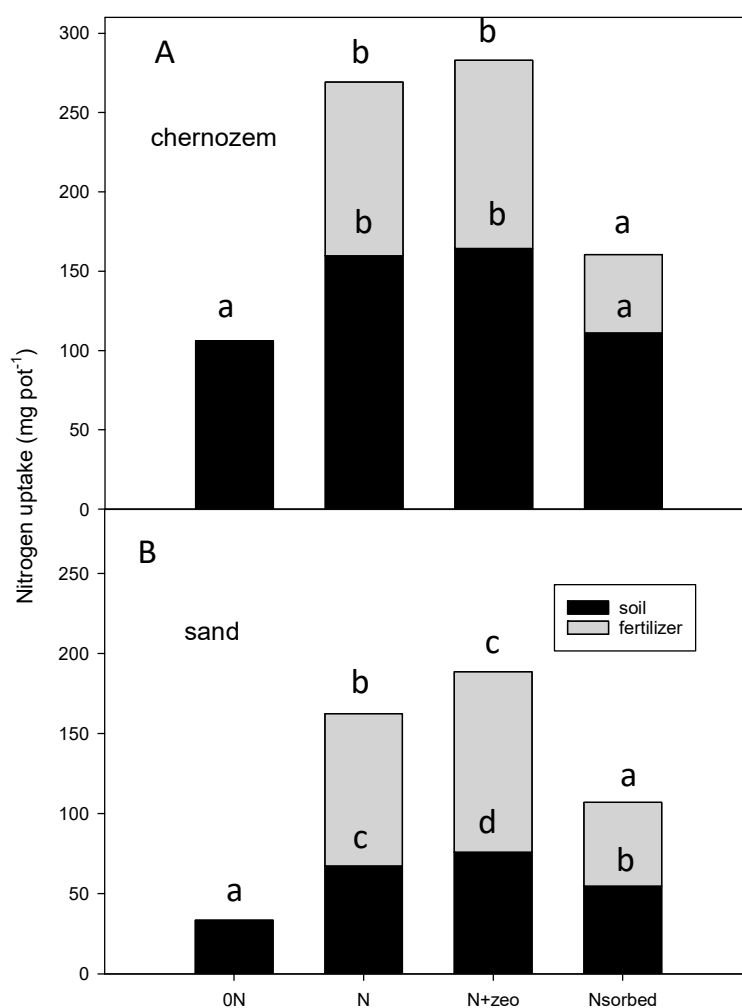 Nitrogen uptake (mg pot⁻¹)
A
chernozem
300
250
200
150
100
50
0
a
b
b
b
b
a
a
B
sand
250
200
150
100
50
0
soil
fertilizer
a
b
c
c
d
a
b
0N N N+zeo Nsorbed